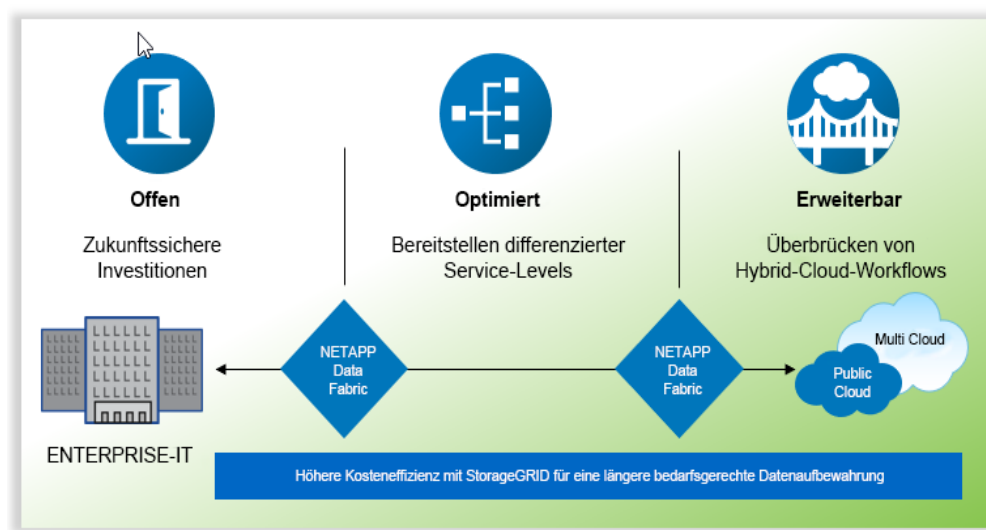 Offen
Zukunftssichere
Investitionen
Optimiert
Bereitstellen differenzierter
Service-Levels
Erweiterbar
Überbrücken von
Hybrid-Cloud-Workflows
ENTERPRISE-IT
NETAPP
Data
Fabric
NETAPP
Data
Fabric
Multi Cloud
Public
Cloud
Höhere Kosteneffizienz mit StorageGRID für eine längere bedarfsgerechte Datenaufbewahrung